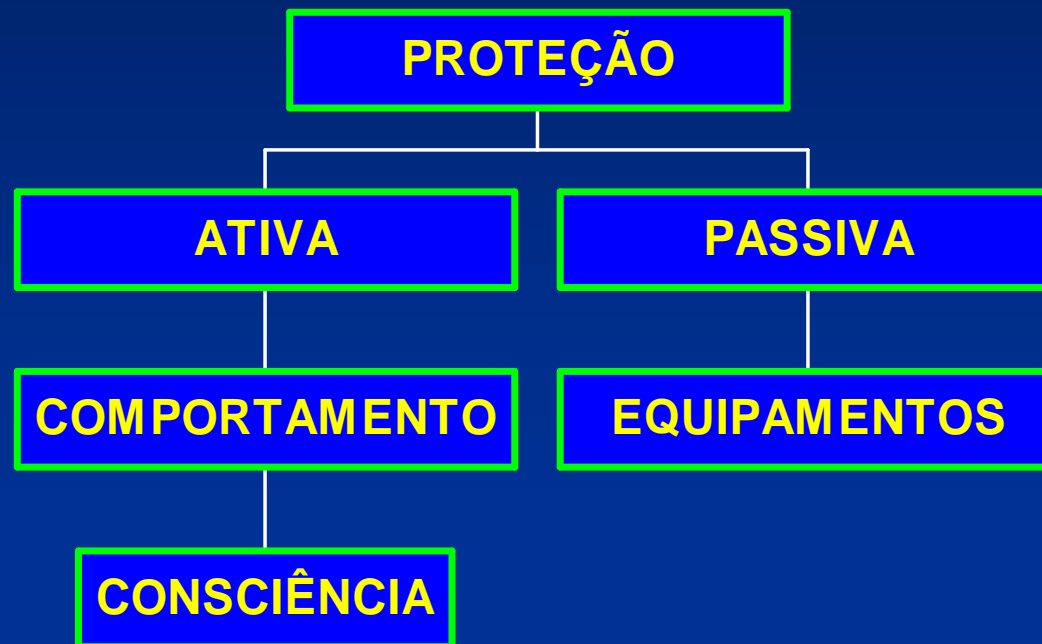 PROTEÇÃO
ATIVA
PASSIVA
COMPORTAMENTO
EQUIPAMENTOS
CONSCIÊNCIA